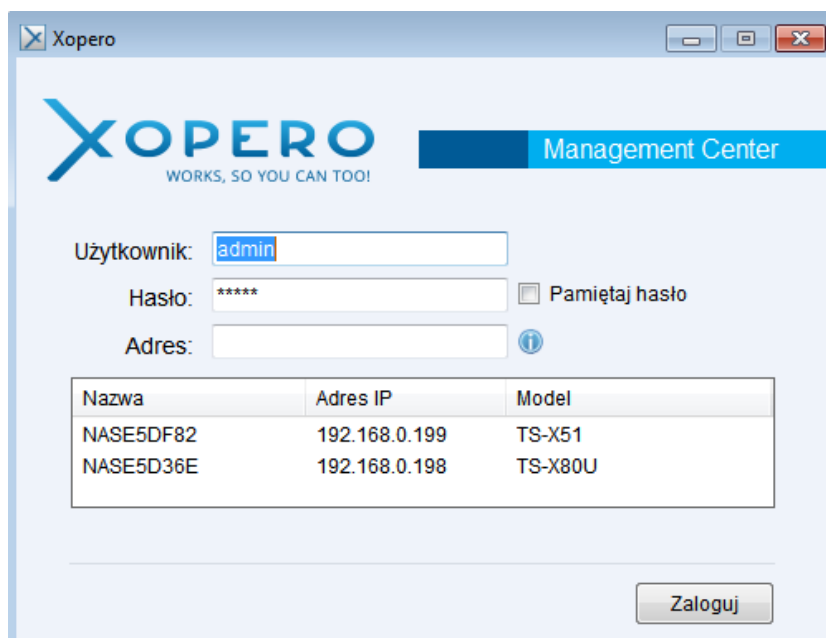 Xopero
XOPERO
WORKS, SO YOU CAN TOO!
Management Center
Użytkownik: admin
Hasło: ***** Pamiętaj hasło
Adres:
Nazwa Adres IP Model
NASE5DF82 192.168.0.199 TS-X51
NASE5D36E 192.168.0.198 TS-X80U
Zaloguj